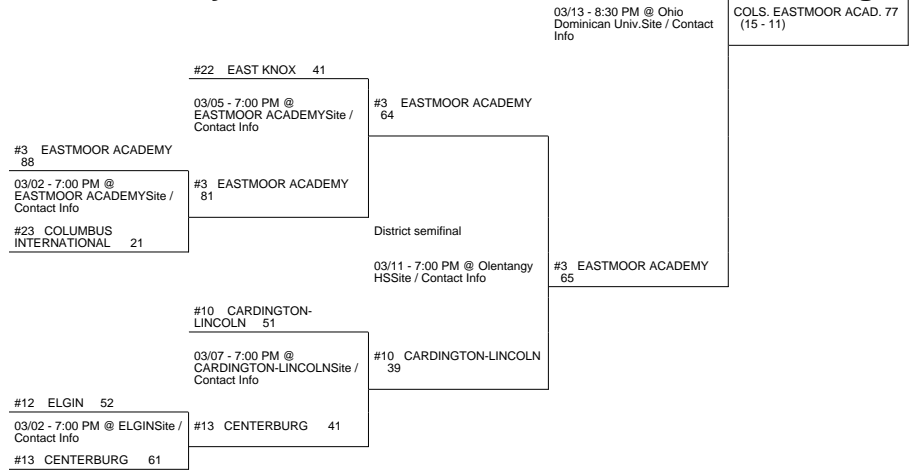 03/13 - 8:30 PM @ Ohio
Dominican Univ.Site / Contact
Info
COLS. EASTMOOR ACAD. 77
(15 - 11)
#22 EAST KNOX 41
03/05 - 7:00 PM @
EASTMOOR ACADEMYSite /
Contact Info
#3 EASTMOOR ACADEMY
64
#3 EASTMOOR ACADEMY
88
03/02 - 7:00 PM @
EASTMOOR ACADEMYSite /
Contact Info
#3 EASTMOOR ACADEMY
81
#23 COLUMBUS
INTERNATIONAL 21
District semifinal
03/11 - 7:00 PM @ Olentangy
HSSite / Contact Info
#3 EASTMOOR ACADEMY
65
#10 CARDINGTON-
LINCOLN 51
03/07 - 7:00 PM @
CARDINGTON-LINCOLNSite /
Contact Info
#10 CARDINGTON-LINCOLN
39
#12 ELGIN 52
03/02 - 7:00 PM @ ELGINSite /
Contact Info
#13 CENTERBURG 41
#13 CENTERBURG 61